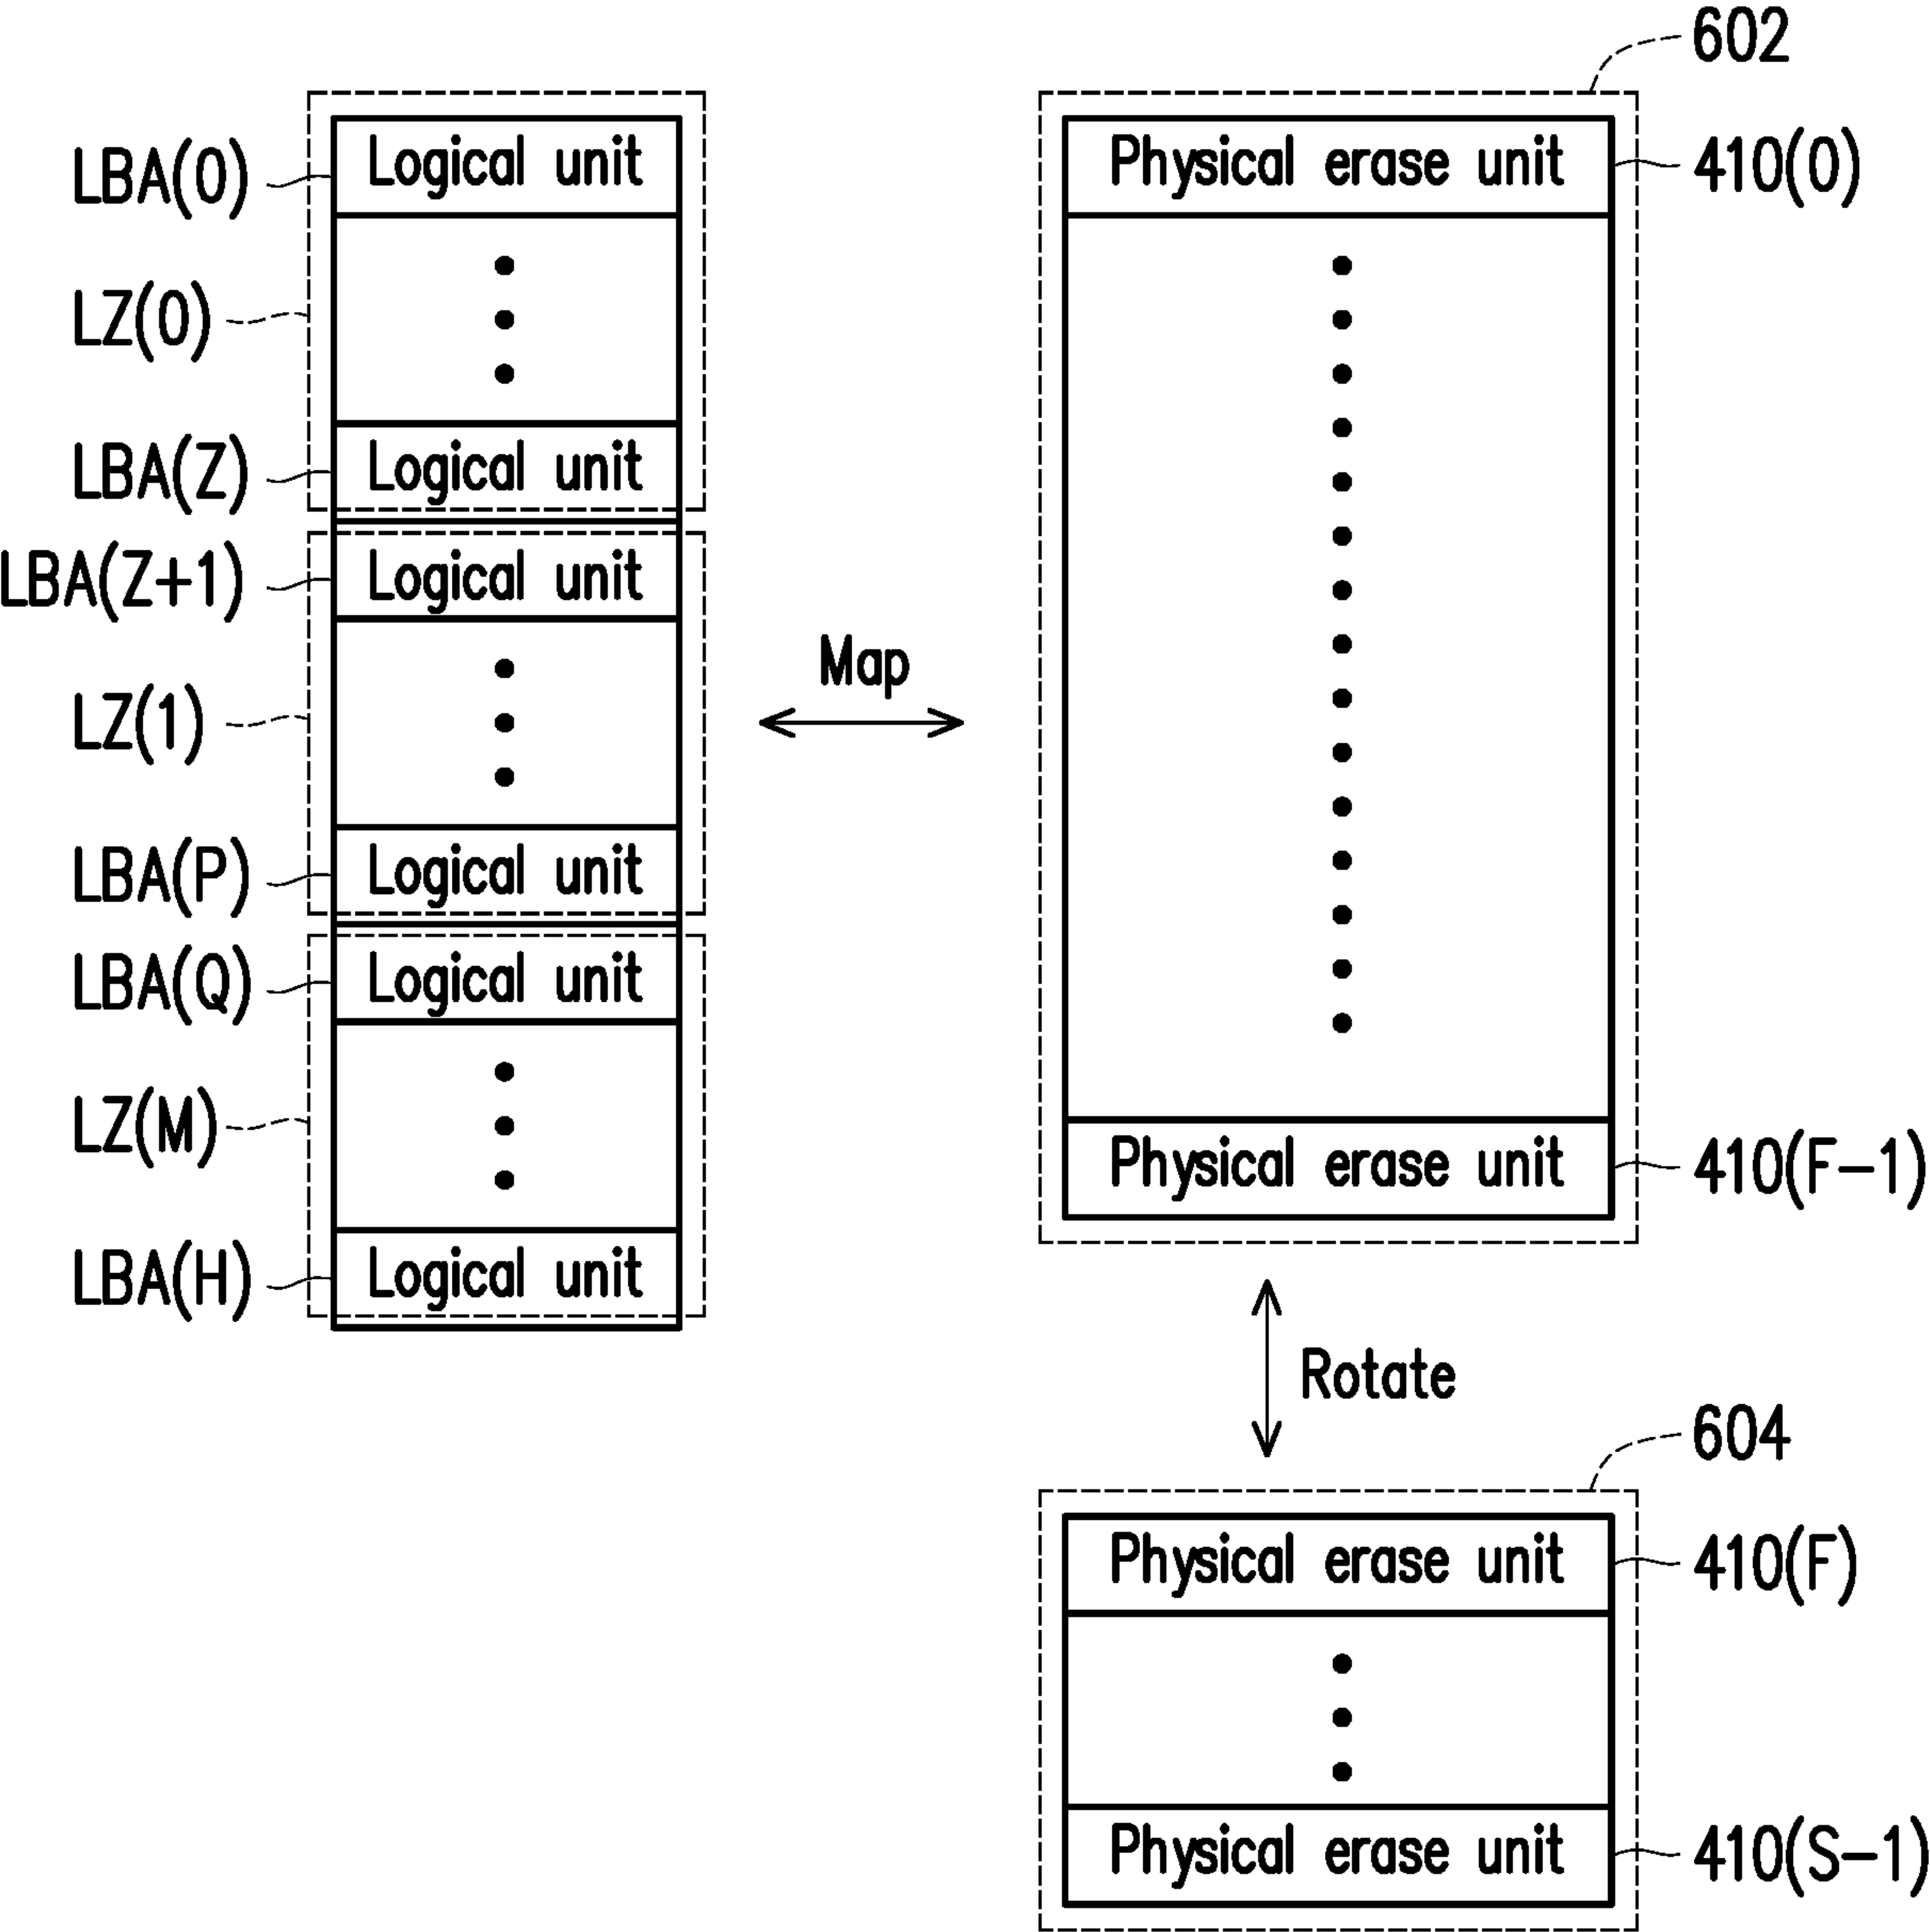 602
LBA(0) Logical unit
Physical erase unit 410(0)
LZ(0)
LBA(Z) Logical unit
LBA(Z+1) Logical unit
Map
LZ(1)
LBA(P) Logical unit
LBA(Q) Logical unit
LZ(M)
Physical erase unit 410(F-1)
LBA(H) Logical unit
Rotate
604
Physical erase unit 410(F)
Physical erase unit 410(S-1)